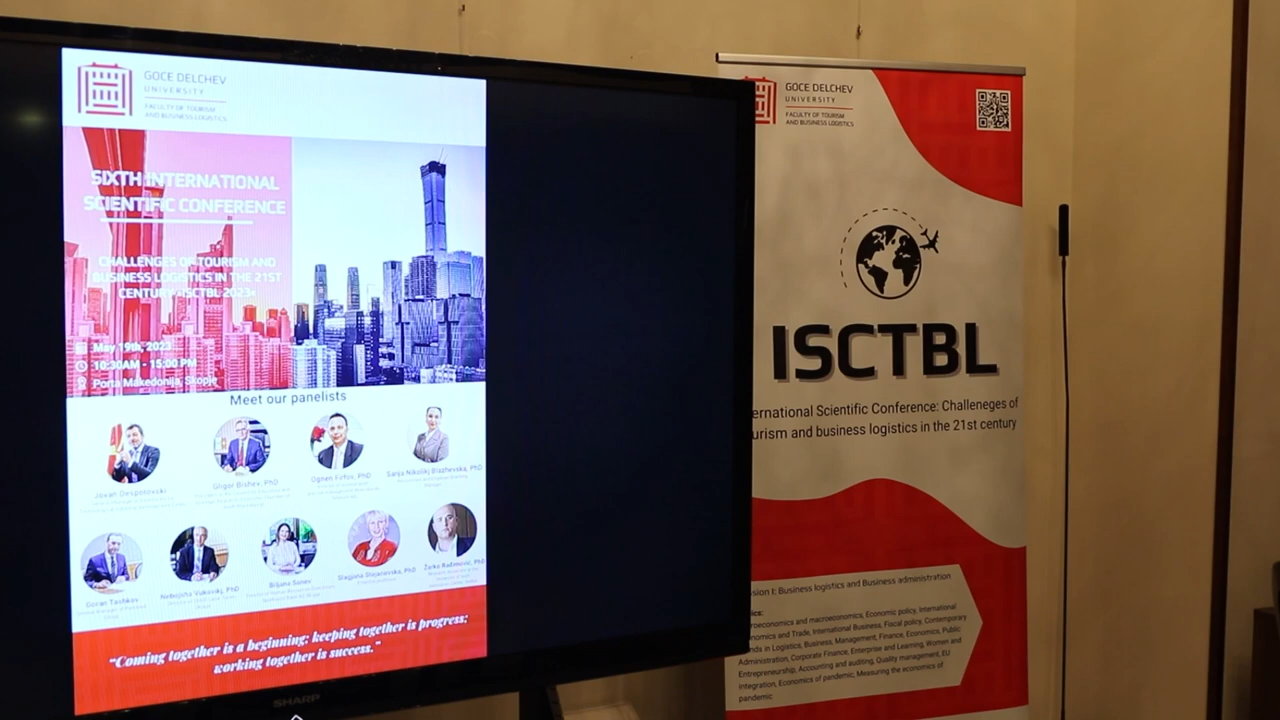 GOCE DELCHEV
UNIVERSITY
FACULTY OF TOURISM
AND BUSINESS LOGISTICS
SIXTH INTERNATIONAL
SCIENTIFIC CONFERENCE
CHALLENGES OF TOURISM AND
BUSINESS LOGISTICS IN THE 21ST
CENTURY »ISCTBL 2023«
May 19th, 2023
10:30AM - 15:00 PM
Porta Makedonija, Skopje
Meet our panelists
Jovan Despotovski
Grigor Bishev, PhD
Ognen Firfov, PhD
Sanja Nikolikj Blazhevska, PhD
Goran Tashkov
Nebojsha Vuković, PhD
Biljana Sanev
Slagjana Stojanovska, PhD
Žarko Rađenović, PhD
"Coming together is a beginning; keeping together is progress;
working together is success."
SHARP
GOCE DELCHEV
UNIVERSITY
FACULTY OF TOURISM
AND BUSINESS LOGISTICS
ISCTBL
ernational Scientific Conference: Challeneges of
urism and business logistics in the 21st century
sion I: Business logistics and Business administration
ics:
roeconomics and macroeconomics, Economic policy, International
nomics and Trade, International Business, Fiscal policy, Contemporary
nds in Logistics, Business, Management, Finance, Economics, Public
Administration, Corporate Finance, Enterprise and Learning, Women and
Entrepreneurship, Accounting and auditing, Quality management, EU
Integration, Economics of pandemic, Measuring the economics of
pandemic